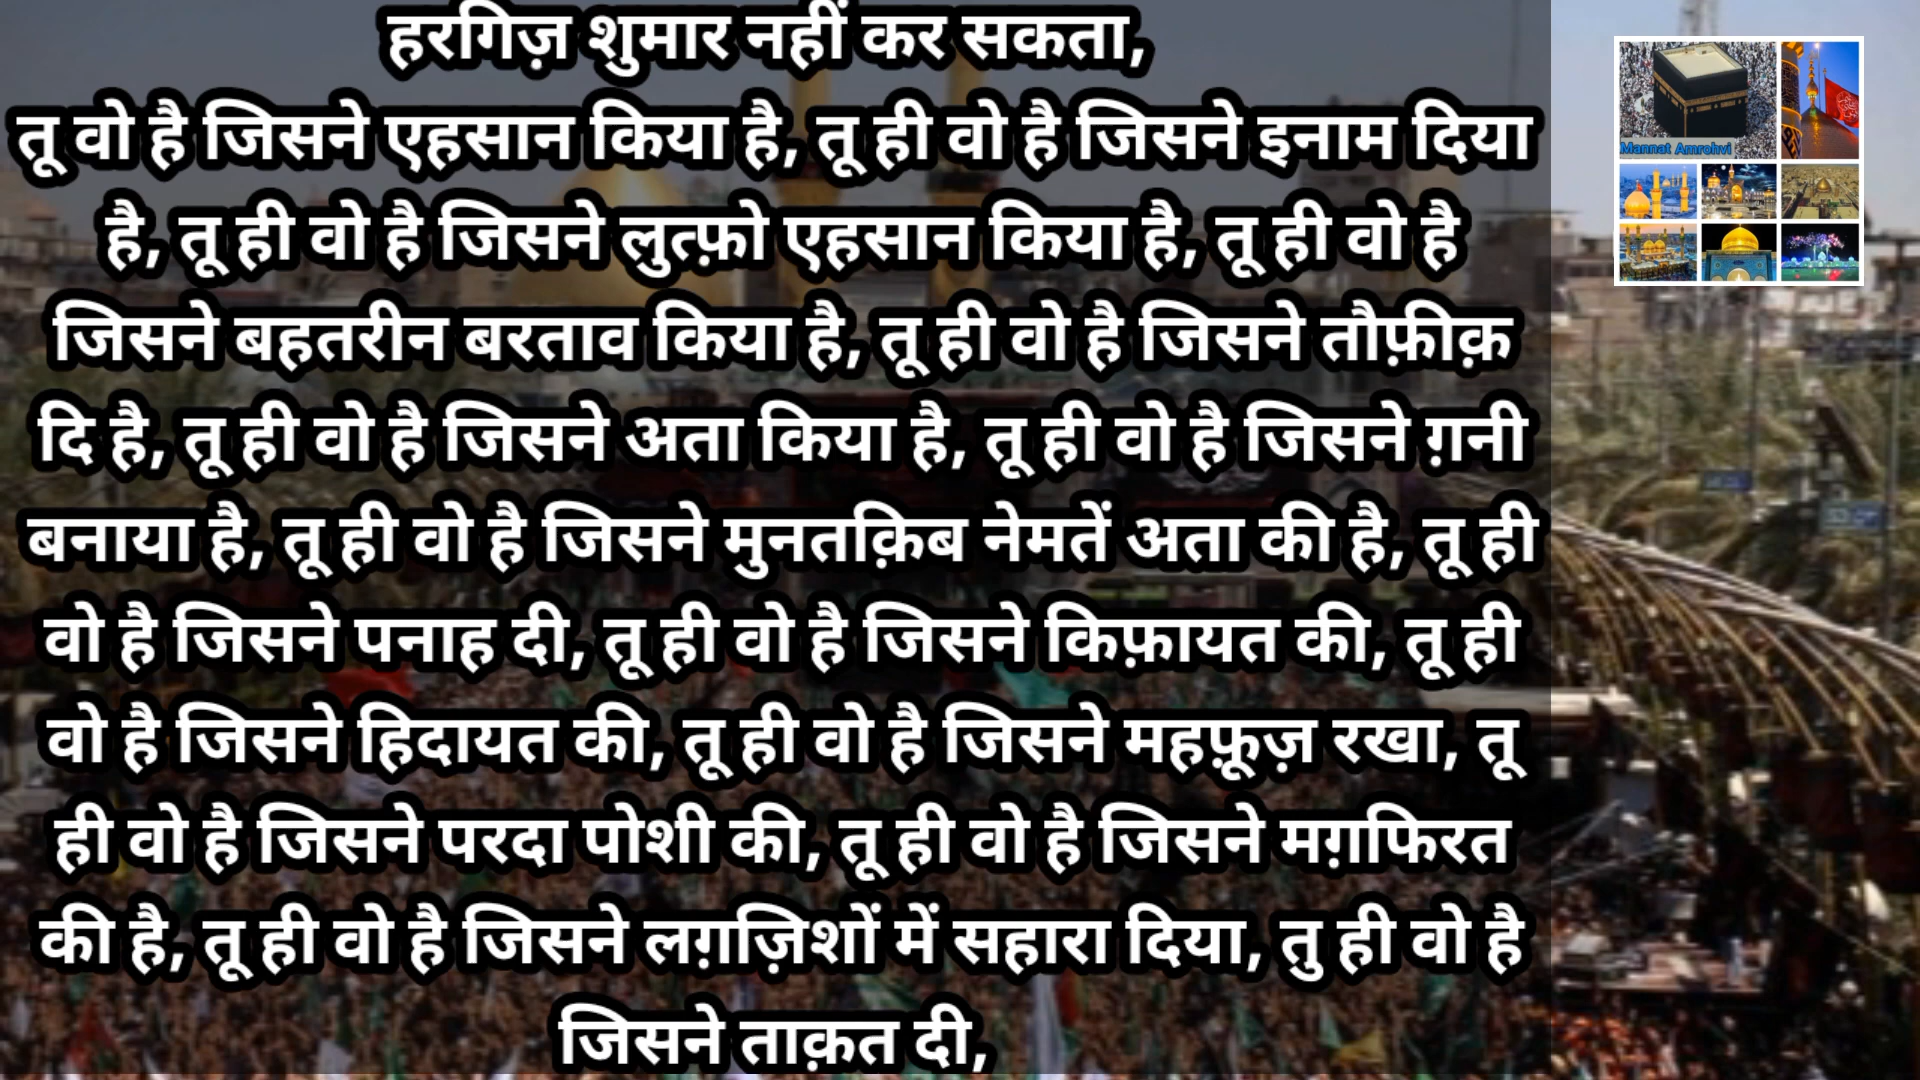 हरगिज़ शुमार नहीं कर सकता,
तू वो है जिसने एहसान किया है, तू ही वो है जिसने इनाम दिया
है, तू ही वो है जिसने लुत्फ़ो एहसान किया है, तू ही वो है
जिसने बहतरीन बरताव किया है, तू ही वो है जिसने तौफ़ीक़
दि है, तू ही वो है जिसने अता किया है, तू ही वो है जिसने ग़नी
बनाया है, तू ही वो है जिसने मुनतक़िब नेमतें अता की है, तू ही
वो है जिसने पनाह दी, तू ही वो है जिसने किफ़ायत की, तू ही
वो है जिसने हिदायत की, तू ही वो है जिसने महफ़ूज़ रखा, तू
ही वो है जिसने परदा पोशी की, तू ही वो है जिसने मग़फिरत
की है, तू ही वो है जिसने लग़ज़िशों में सहारा दिया, तु ही वो है
जिसने ताक़त दी,
Mannat Amrohvi